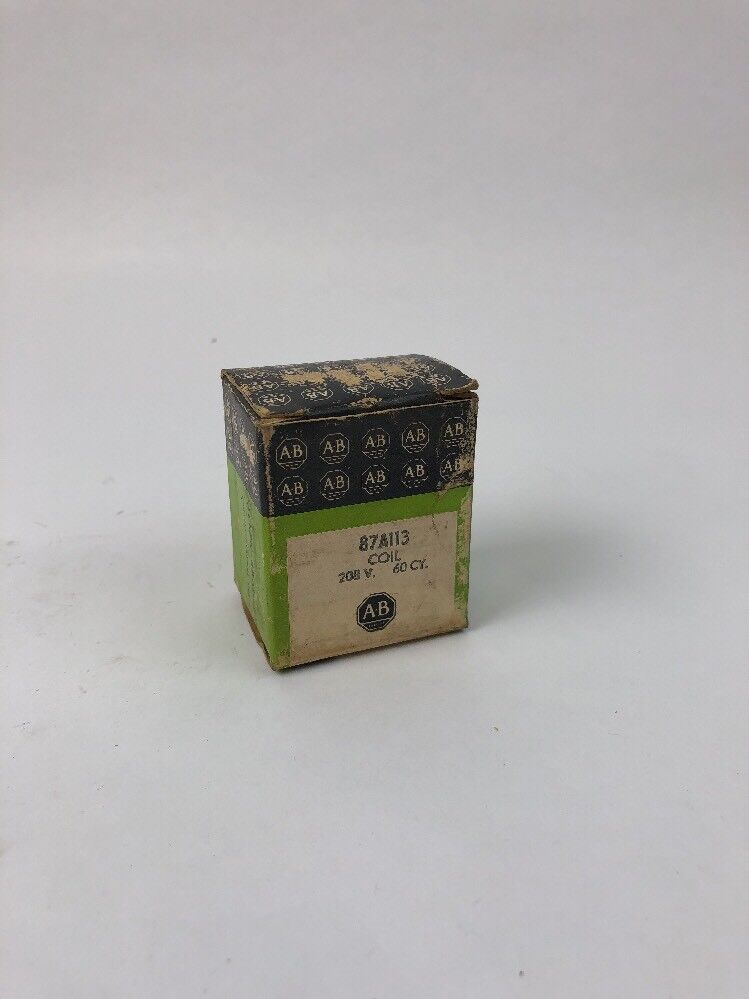 AB AB AB AB AB
AB AB AB AB AB
87A113
COIL
208 V. 60 CY.
AB